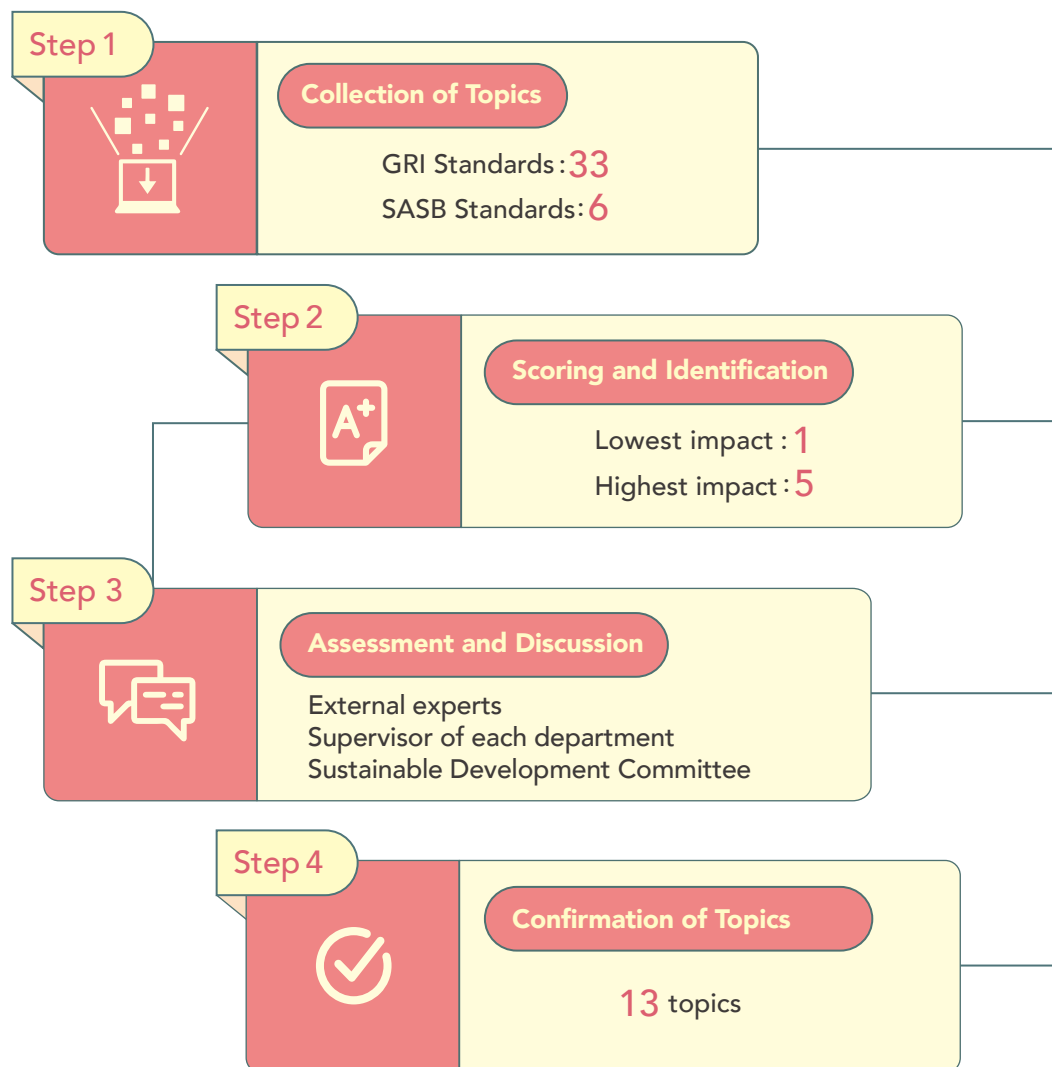 Step 1
Collection of Topics
GRI Standards : 33
SASB Standards: 6
Step 2
Scoring and Identification
A+
Lowest impact : 1
Highest impact : 5
Step 3
Assessment and Discussion
External experts
Supervisor of each department
Sustainable Development Committee
Step 4
Confirmation of Topics
13 topics